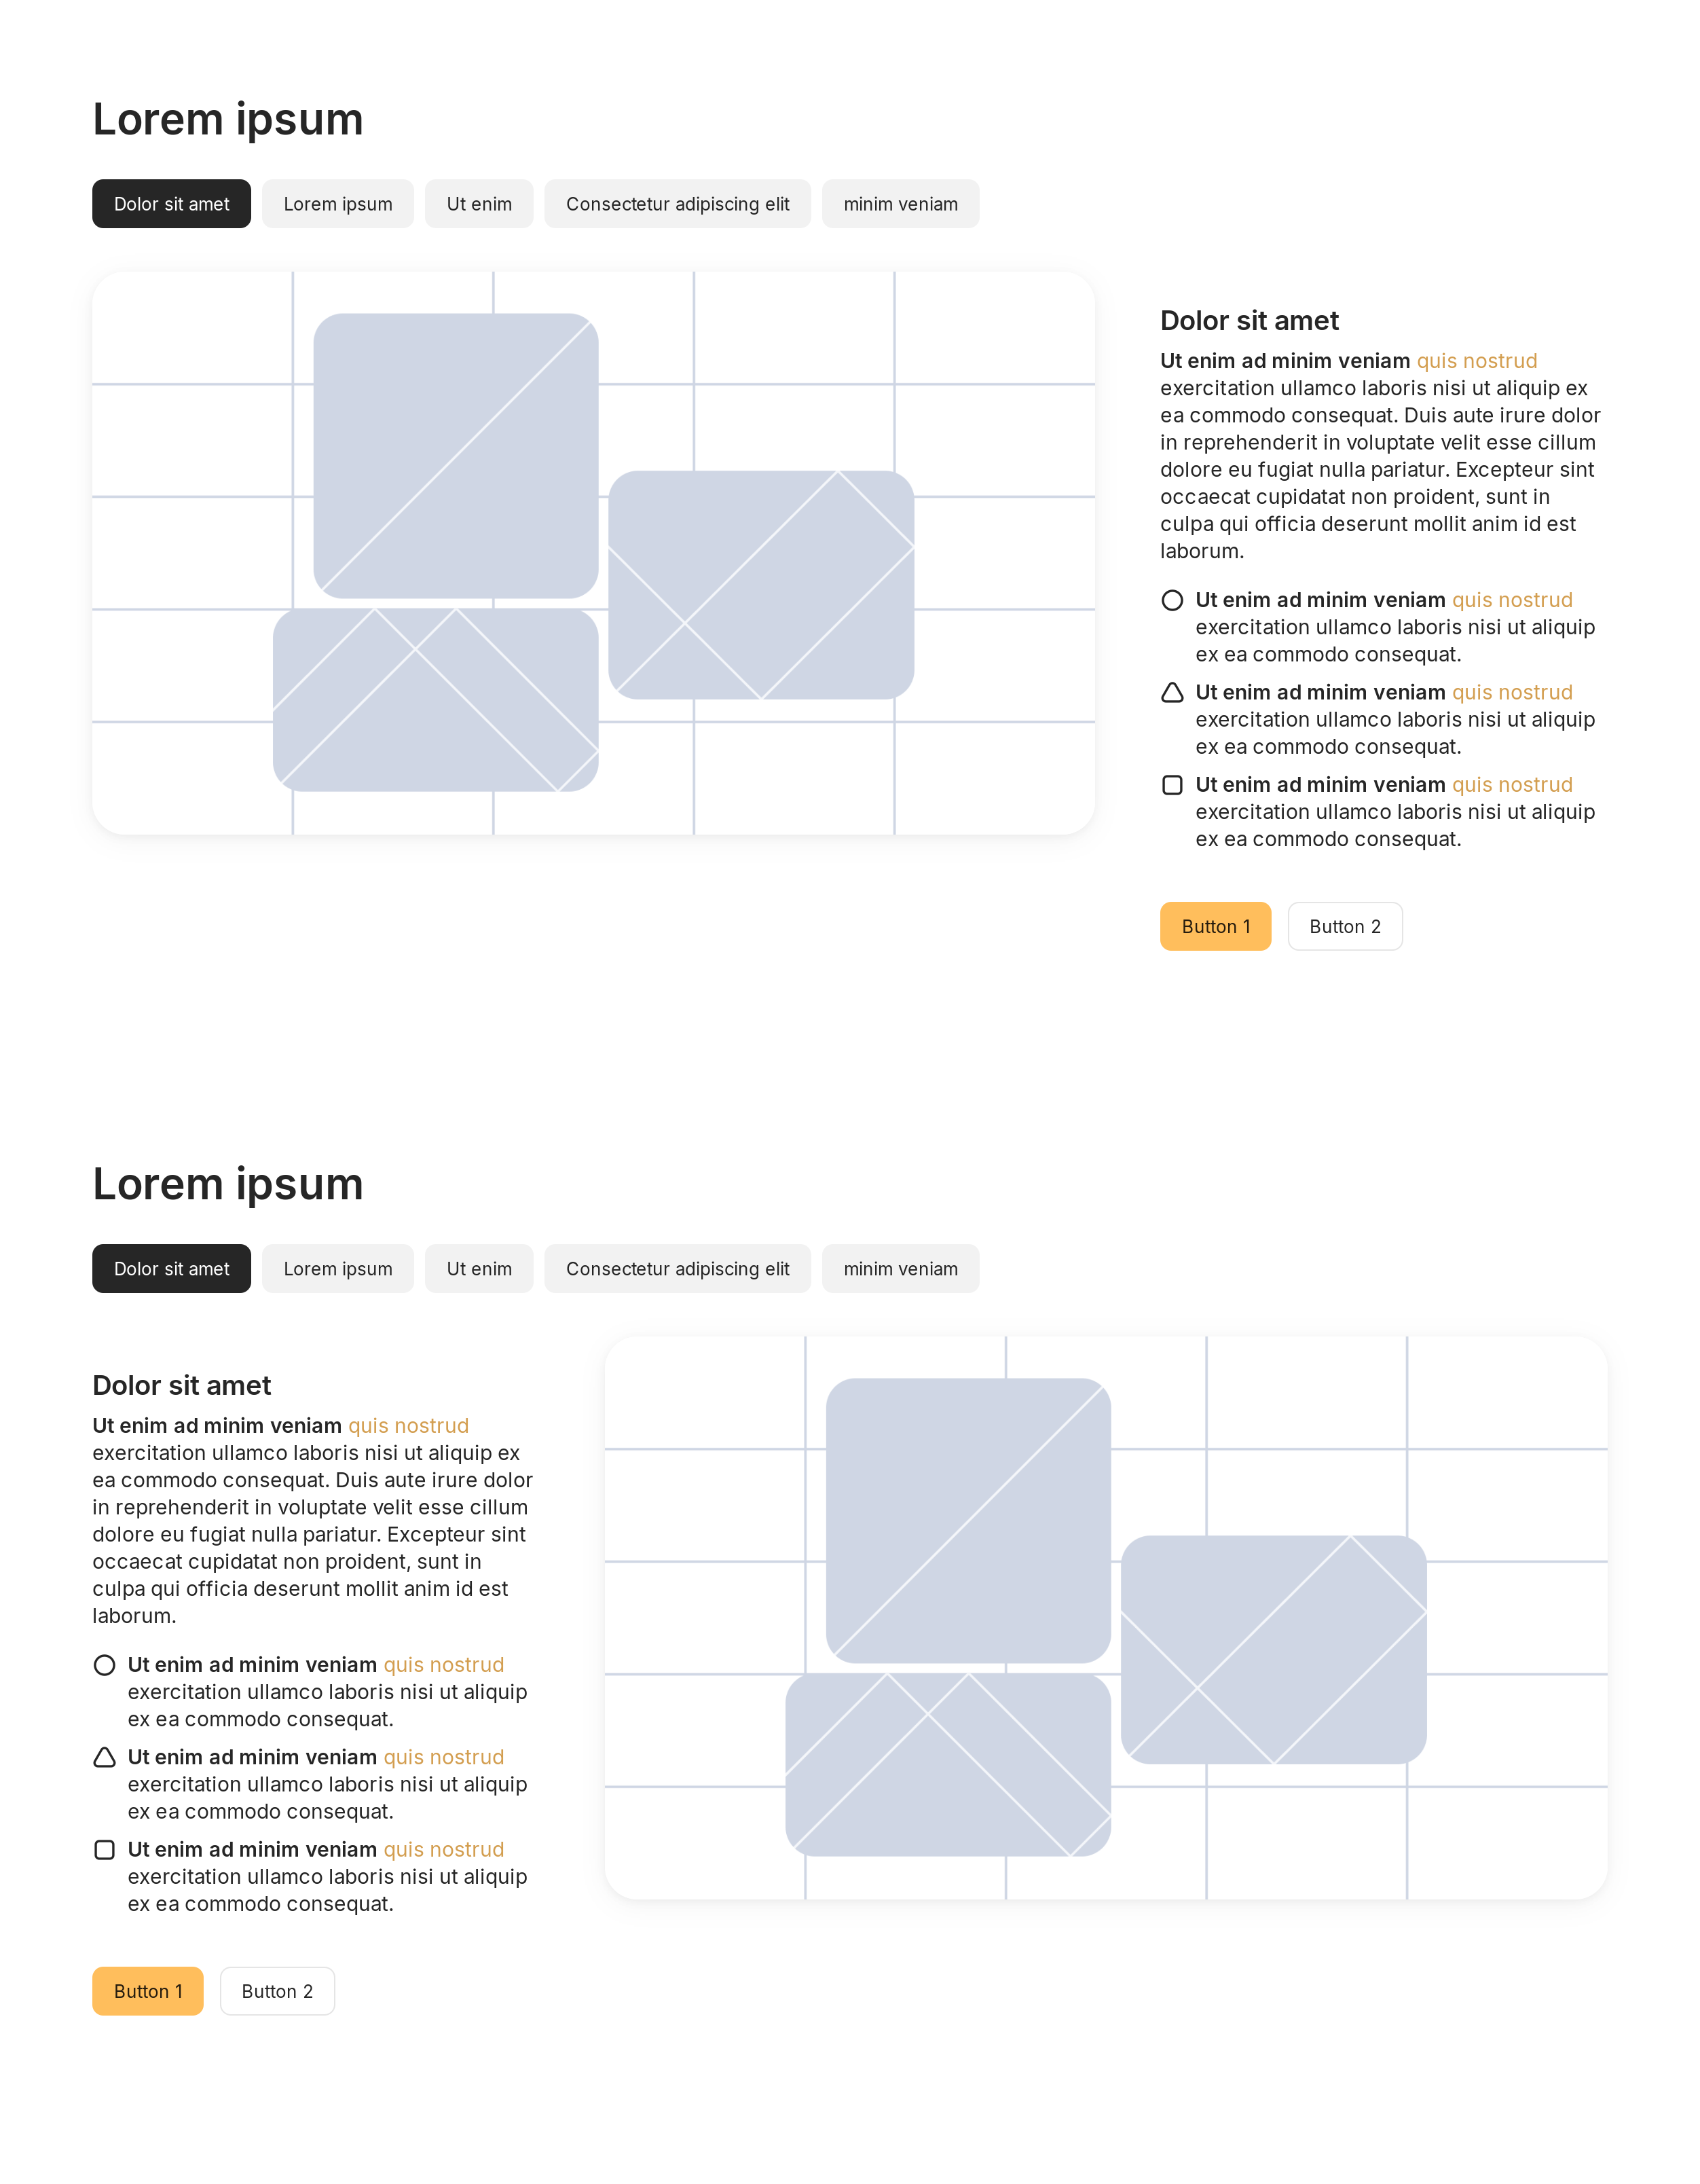 Lorem ipsum
Dolor sit amet
Lorem ipsum
Ut enim
Consectetur adipiscing elit
minim veniam
Dolor sit amet
Ut enim ad minim veniam quis nostrud
exercitation ullamco laboris nisi ut aliquip ex
ea commodo consequat. Duis aute irure dolor
in reprehenderit in voluptate velit esse cillum
dolore eu fugiat nulla pariatur. Excepteur sint
occaecat cupidatat non proident, sunt in
culpa qui officia deserunt mollit anim id est
laborum.
Ut enim ad minim veniam quis nostrud
exercitation ullamco laboris nisi ut aliquip
ex ea commodo consequat.
Ut enim ad minim veniam quis nostrud
exercitation ullamco laboris nisi ut aliquip
ex ea commodo consequat.
Ut enim ad minim veniam quis nostrud
exercitation ullamco laboris nisi ut aliquip
ex ea commodo consequat.
Button 1
Button 2
Lorem ipsum
Dolor sit amet
Lorem ipsum
Ut enim
Consectetur adipiscing elit
minim veniam
Dolor sit amet
Ut enim ad minim veniam quis nostrud
exercitation ullamco laboris nisi ut aliquip ex
ea commodo consequat. Duis aute irure dolor
in reprehenderit in voluptate velit esse cillum
dolore eu fugiat nulla pariatur. Excepteur sint
occaecat cupidatat non proident, sunt in
culpa qui officia deserunt mollit anim id est
laborum.
Ut enim ad minim veniam quis nostrud
exercitation ullamco laboris nisi ut aliquip
ex ea commodo consequat.
Ut enim ad minim veniam quis nostrud
exercitation ullamco laboris nisi ut aliquip
ex ea commodo consequat.
Ut enim ad minim veniam quis nostrud
exercitation ullamco laboris nisi ut aliquip
ex ea commodo consequat.
Button 1
Button 2